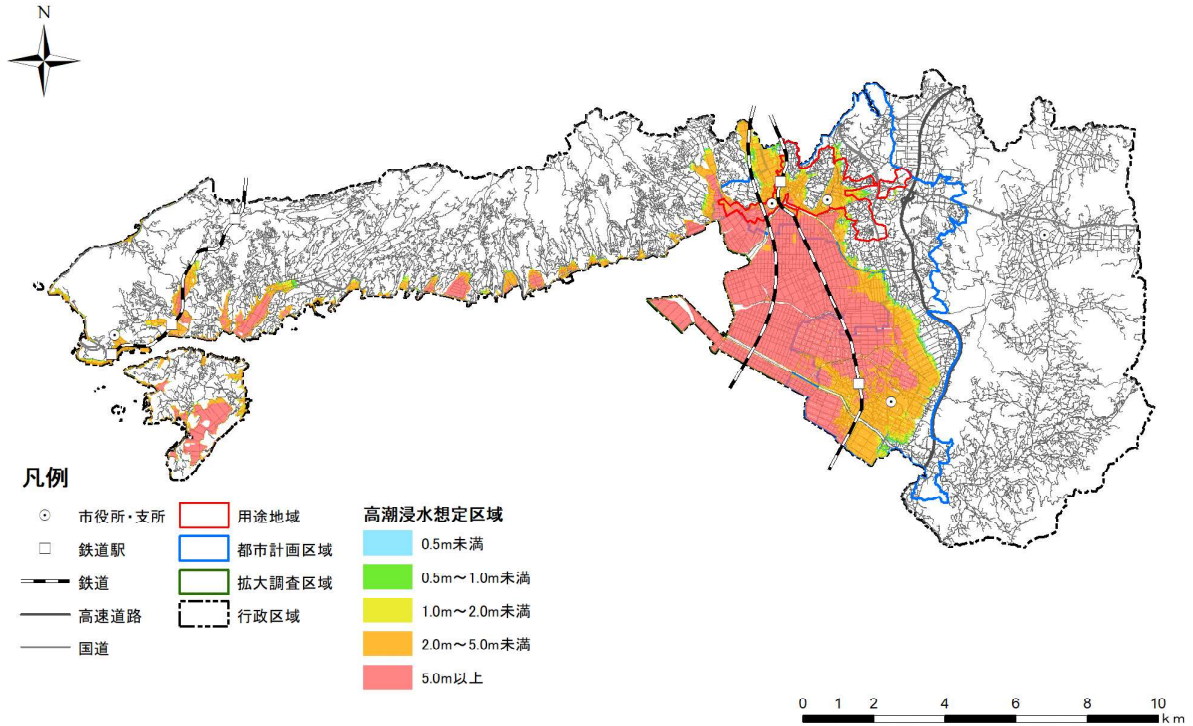 N
凡例
市役所・支所
鉄道駅
鉄道
高速道路
国道
用途地域
都市計画区域
拡大調査区域
行政区域
高潮浸水想定区域
0.5m未満
0.5m～1.0m未満
1.0m～2.0m未満
2.0m～5.0m未満
5.0m以上
0 1 2 4 6 8 10
km